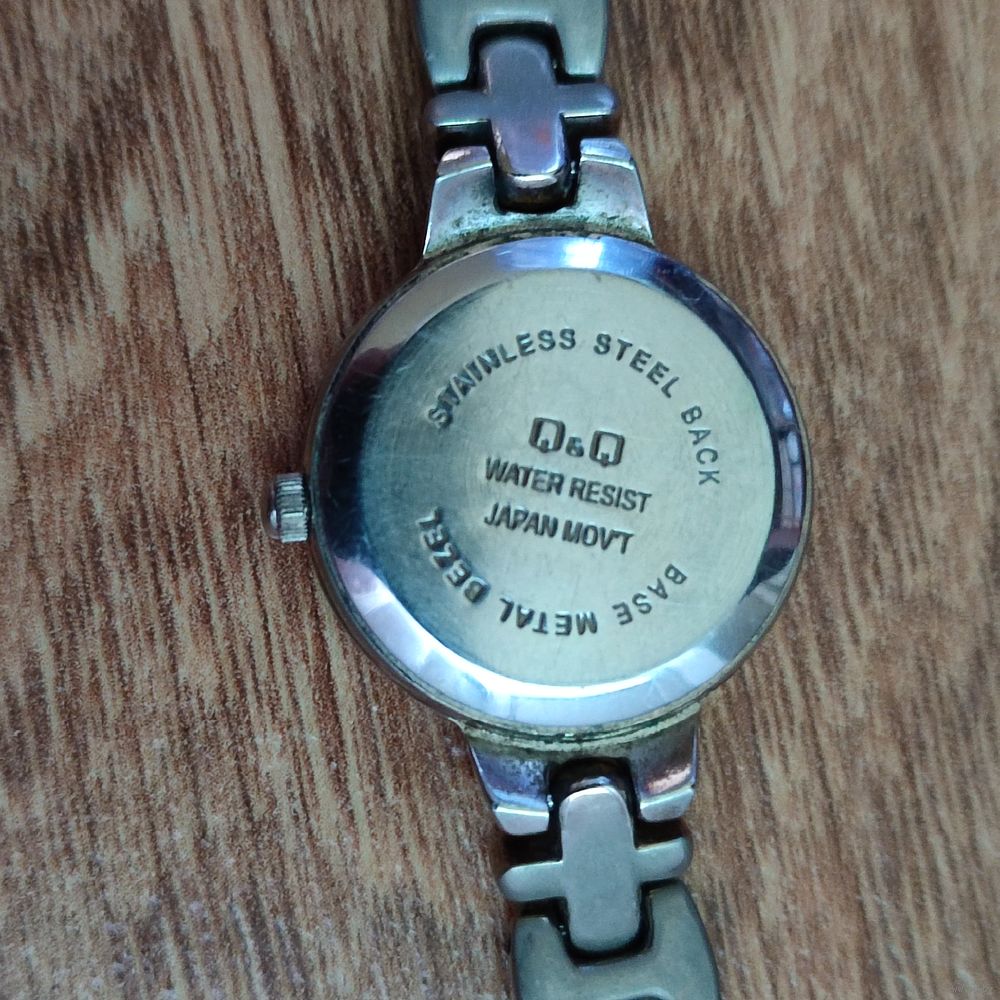 STAINLESS STEEL BACK
Q&Q
WATER RESIST
JAPAN MOV'T
BASE METAL BEZEL